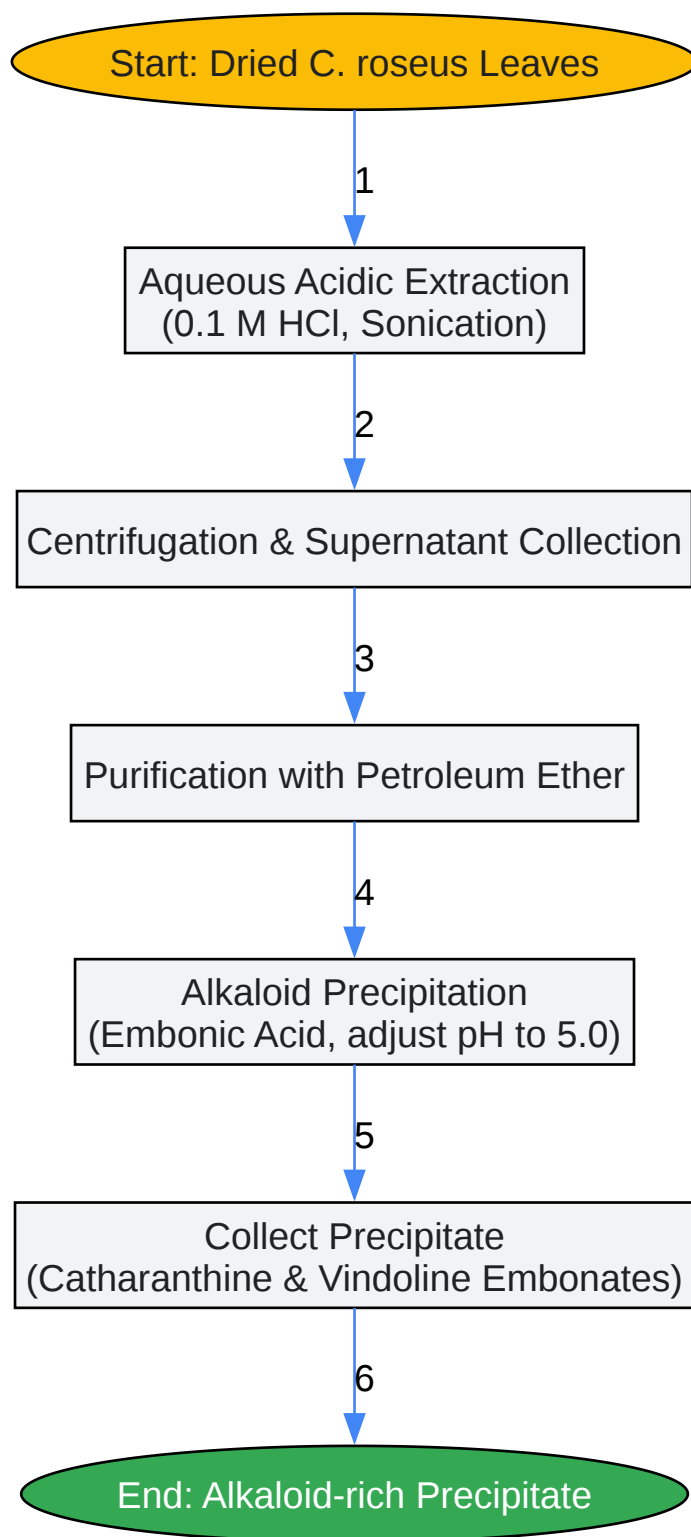 Start: Dried C. roseus Leaves
1
Aqueous Acidic Extraction
(0.1 M HCl, Sonication)
2
Centrifugation & Supernatant Collection
3
Purification with Petroleum Ether
4
Alkaloid Precipitation
(Embonic Acid, adjust pH to 5.0)
5
Collect Precipitate
(Catharanthine & Vindoline Embonates)
6
End: Alkaloid-rich Precipitate